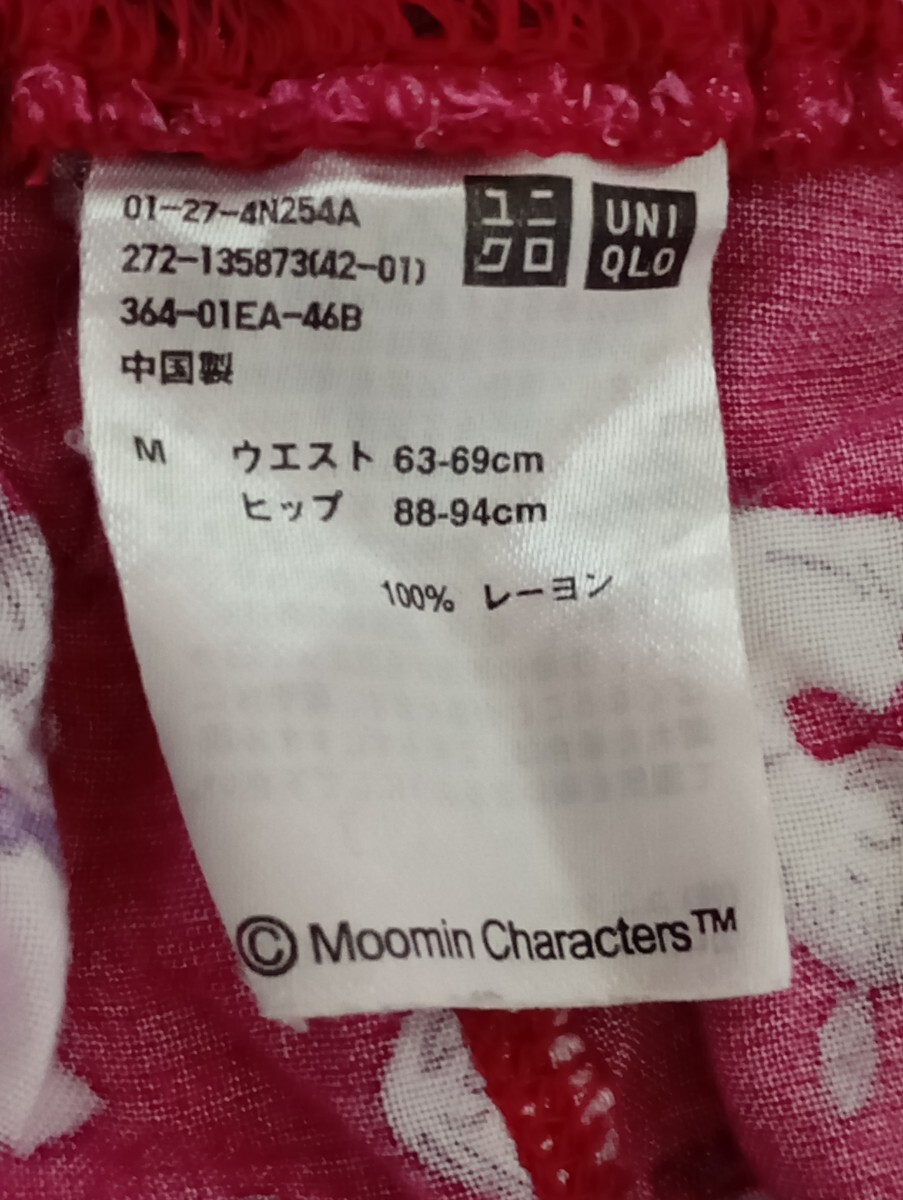 01-27-4N254A
272-135873(42-01)
364-01EA-46B
中国製
ユニ
クロ
UNI
QLO
M ウエスト 63-69cm
ヒップ 88-94cm
100% レーヨン
© Moomin Characters™